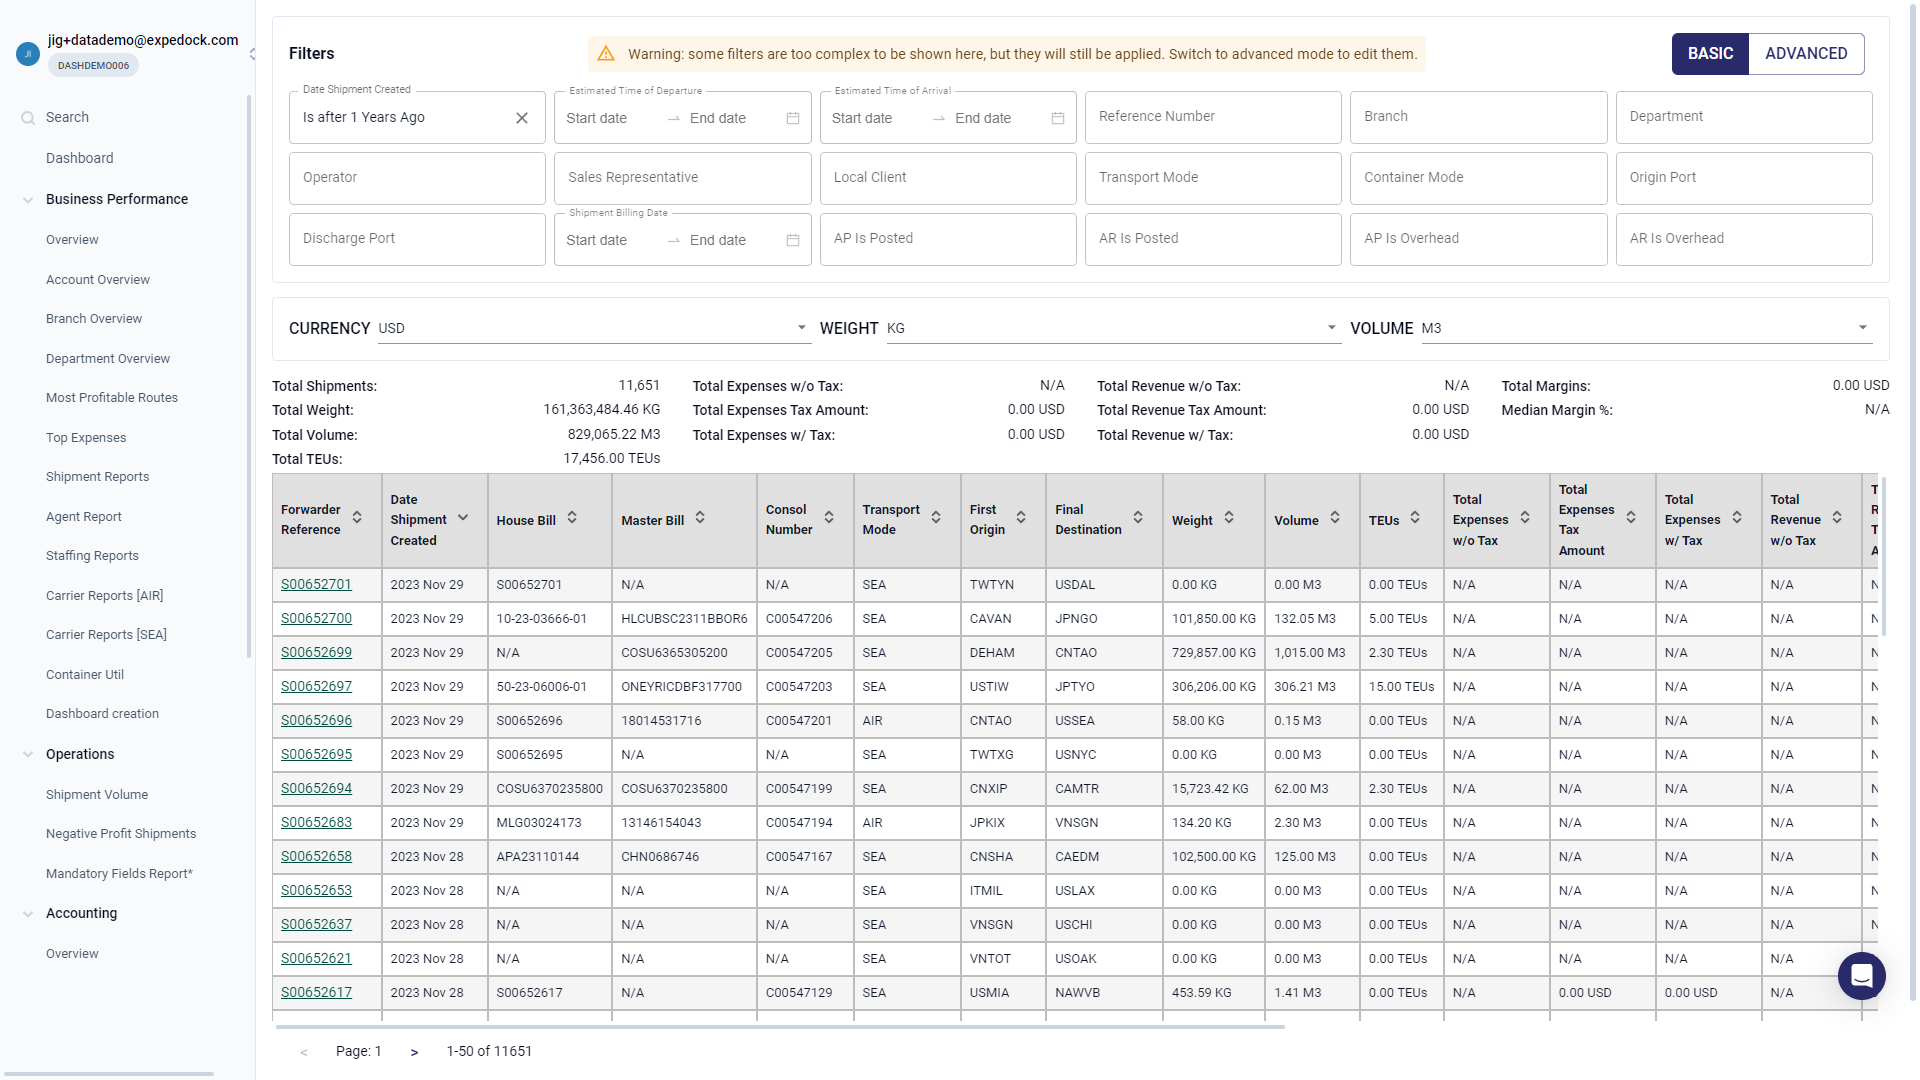 JI
jig+datademo@expedock.com
DASHDEMO006
Search
Dashboard
Business Performance
Overview
Account Overview
Branch Overview
Department Overview
Most Profitable Routes
Top Expenses
Shipment Reports
Agent Report
Staffing Reports
Carrier Reports [AIR]
Carrier Reports [SEA]
Container Util
Dashboard creation
Operations
Shipment Volume
Negative Profit Shipments
Mandatory Fields Report*
Accounting
Overview
Filters
Warning: some filters are too complex to be shown here, but they will still be applied. Switch to advanced mode to edit them.
BASIC ADVANCED
Date Shipment Created Estimated Time of Departure Estimated Time of Arrival
Is after 1 Years Ago Start date End date Start date End date Reference Number Branch Department
Operator Sales Representative Local Client Transport Mode Container Mode Origin Port
Shipment Billing Date
Discharge Port Start date End date AP Is Posted AR Is Posted AP Is Overhead AR Is Overhead
CURRENCY USD WEIGHT KG VOLUME M3
Total Shipments: 11,651 Total Expenses w/o Tax: N/A Total Revenue w/o Tax: N/A Total Margins: 0.00 USD
Total Weight: 161,363,484.46 KG Total Expenses Tax Amount: 0.00 USD Total Revenue Tax Amount: 0.00 USD Median Margin %: N/A
Total Volume: 829,065.22 M3 Total Expenses w/ Tax: 0.00 USD Total Revenue w/ Tax: 0.00 USD
Total TEUs: 17,456.00 TEUs
Forwarder Reference Date Shipment Created House Bill Master Bill Consol Number Transport Mode First Origin Final Destination Weight Volume TEUs Total Expenses w/o Tax Total Expenses Tax Amount Total Expenses w/ Tax Total Revenue w/o Tax
S00652701 2023 Nov 29 S00652701 N/A N/A SEA TWTYN USDAL 0.00 KG 0.00 M3 0.00 TEUs N/A N/A N/A N/A
S00652700 2023 Nov 29 10-23-03666-01 HLCUBSC2311BBOR6 C00547206 SEA CAVAN JPNGO 101,850.00 KG 132.05 M3 5.00 TEUs N/A N/A N/A N/A
S00652699 2023 Nov 29 N/A COSU6365305200 C00547205 SEA DEHAM CNTAO 729,857.00 KG 1,015.00 M3 2.30 TEUs N/A N/A N/A N/A
S00652697 2023 Nov 29 50-23-06006-01 ONEYRICDBF317700 C00547203 SEA USTIW JPTYO 306,206.00 KG 306.21 M3 15.00 TEUs N/A N/A N/A N/A
S00652696 2023 Nov 29 S00652696 18014531716 C00547201 AIR CNTAO USSEA 58.00 KG 0.15 M3 0.00 TEUs N/A N/A N/A N/A
S00652695 2023 Nov 29 S00652695 N/A N/A SEA TWTXG USNYC 0.00 KG 0.00 M3 0.00 TEUs N/A N/A N/A N/A
S00652694 2023 Nov 29 COSU6370235800 COSU6370235800 C00547199 SEA CNXIP CAMTR 15,723.42 KG 62.00 M3 2.30 TEUs N/A N/A N/A N/A
S00652683 2023 Nov 29 MLG03024173 13146154043 C00547194 AIR JPKIX VNSGN 134.20 KG 2.30 M3 0.00 TEUs N/A N/A N/A N/A
S00652658 2023 Nov 28 APA23110144 CHN0686746 C00547167 SEA CNSHA CAEDM 102,500.00 KG 125.00 M3 0.00 TEUs N/A N/A N/A N/A
S00652653 2023 Nov 28 N/A N/A N/A SEA ITMIL USLAX 0.00 KG 0.00 M3 0.00 TEUs N/A N/A N/A N/A
S00652637 2023 Nov 28 N/A N/A N/A SEA VNSGN USCHI 0.00 KG 0.00 M3 0.00 TEUs N/A N/A N/A N/A
S00652621 2023 Nov 28 N/A N/A N/A SEA VNTOT USOAK 0.00 KG 0.00 M3 0.00 TEUs N/A N/A N/A N/A
S00652617 2023 Nov 28 S00652617 N/A C00547129 SEA USMIA NAWVB 453.59 KG 1.41 M3 0.00 TEUs N/A 0.00 USD 0.00 USD N/A
< Page: 1 > 1-50 of 11651